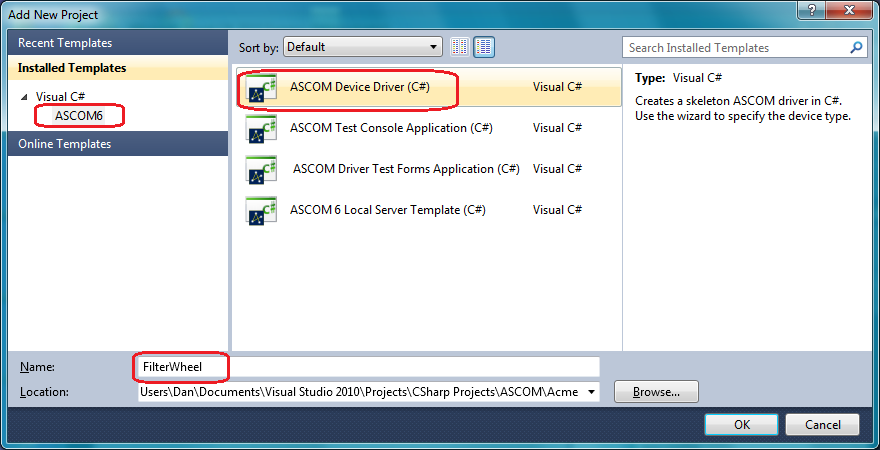 Add New Project
Recent Templates
Installed Templates
Visual C#
ASCOM6
Online Templates
Sort by: Default
Search Installed Templates
ASCOM Device Driver (C#) Visual C#
ASCOM Test Console Application (C#) Visual C#
ASCOM Driver Test Forms Application (C#) Visual C#
ASCOM 6 Local Server Template (C#) Visual C#
Type: Visual C#
Creates a skeleton ASCOM driver in C#.
Use the wizard to specify the device type.
Name: FilterWheel
Location: Users\Dan\Documents\Visual Studio 2010\Projects\CSharp Projects\ASCOM\Acme
Browse...
OK Cancel